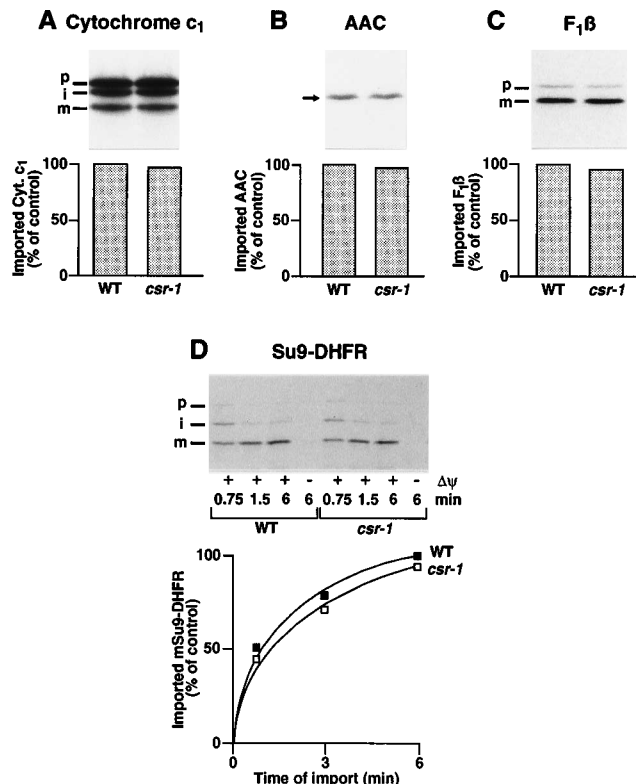 A Cytochrome c₁
p
i
m
100
50
0
Imported Cyt. c₁
(% of control)
WT csr-1
B AAC
100
50
0
Imported AAC
(% of control)
WT csr-1
C F₁ß
p
m
100
50
0
Imported F₁ß
(% of control)
WT csr-1
D Su9-DHFR
p
i
m
+ + + - + + + - Δψ
0.75 1.5 6 6 0.75 1.5 6 6 min
WT csr-1
100
50
0
Imported mSu9-DHFR
(% of control)
WT
csr-1
0 3 6
Time of import (min)